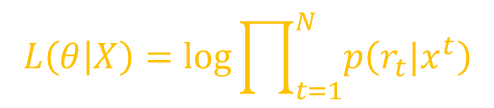 L(θ|X) = log ∏_{t=1}^{N} p(r_t|x^t)